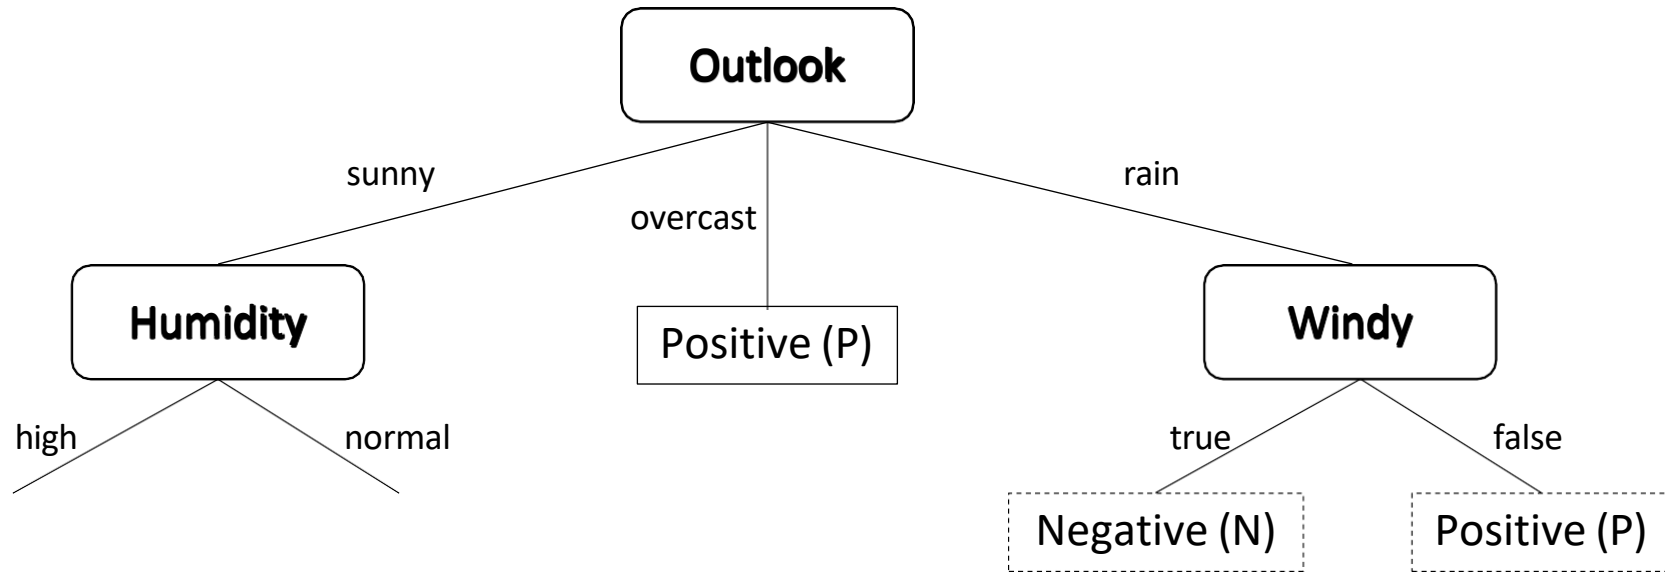 Outlook
sunny
rain
overcast
Humidity
Positive (P)
Windy
high
normal
true
false
Negative (N)
Positive (P)